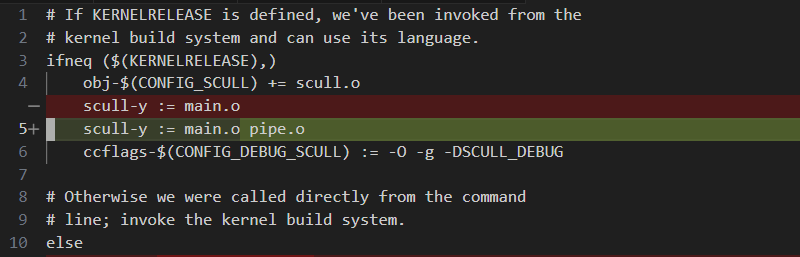 1 # If KERNELRELEASE is defined, we've been invoked from the
2 # kernel build system and can use its language.
3 ifneq ($(KERNELRELEASE),)
4     obj-$(CONFIG_SCULL) += scull.o
—     scull-y := main.o
5+     scull-y := main.o pipe.o
6     ccflags-$(CONFIG_DEBUG_SCULL) := -O -g -DSCULL_DEBUG
7
8 # Otherwise we were called directly from the command
9 # line; invoke the kernel build system.
10 else